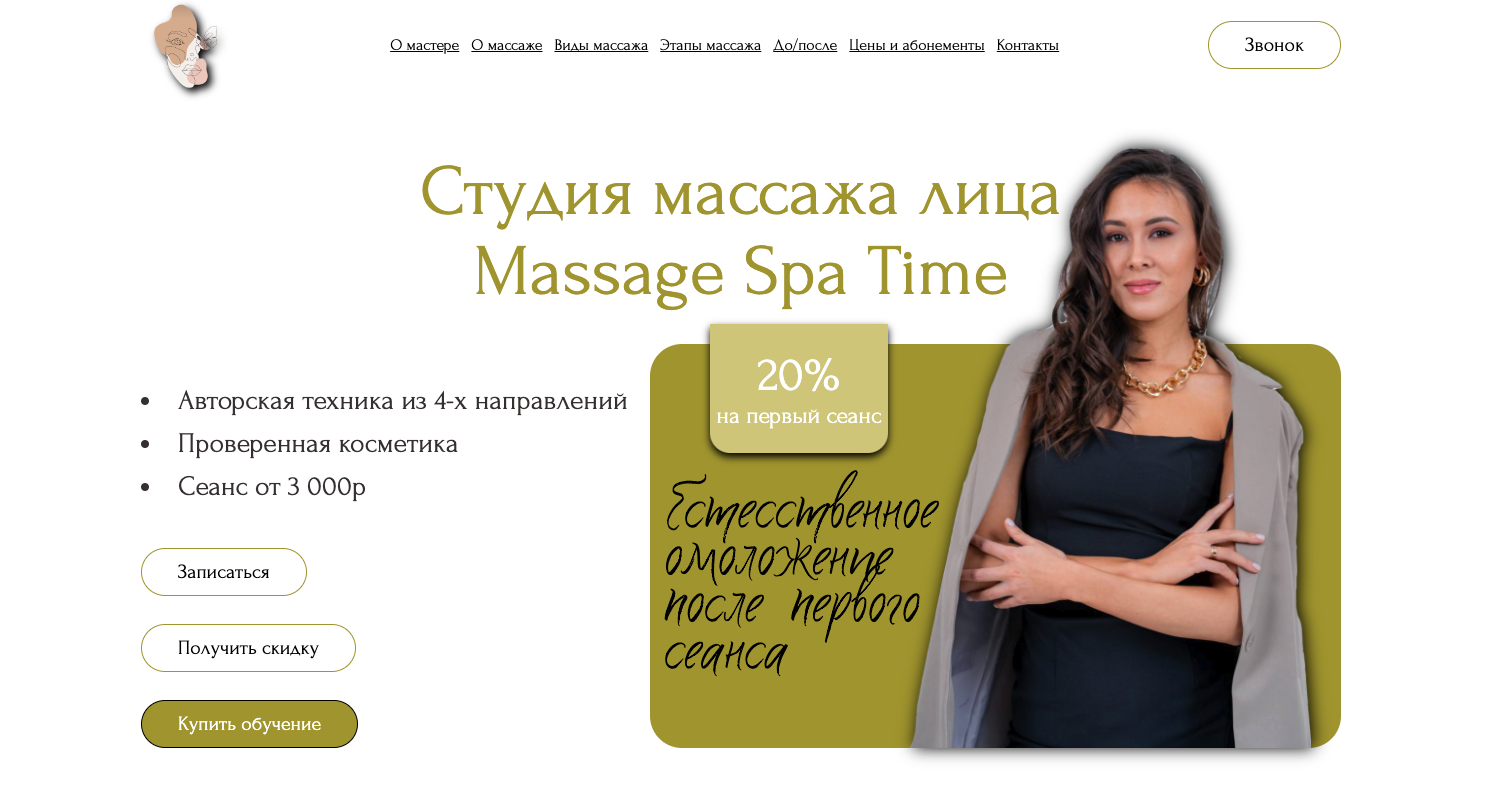 О мастере О массаже Виды массажа Этапы массажа До/после Цены и абонементы Контакты
Звонок
Студия массажа лица
Massage Spa Time
20%
на первый сеанс
Авторская техника из 4-х направлений
Проверенная косметика
Сеанс от 3 000р
Естесственное
омоложение
после первого
сеанса
Записаться
Получить скидку
Купить обучение